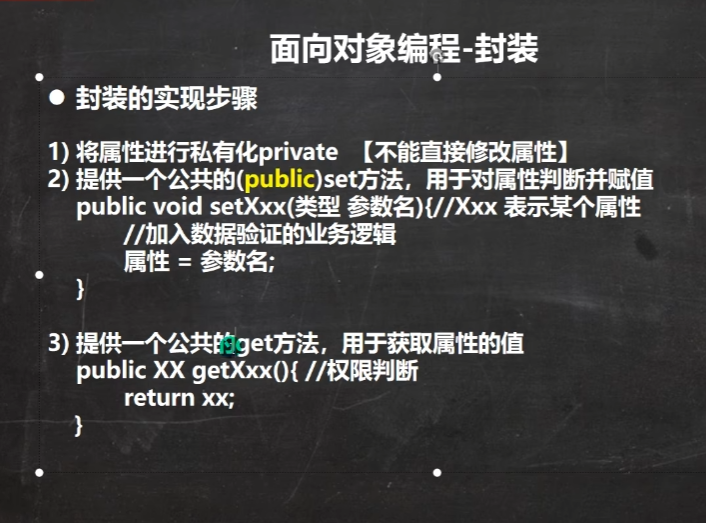 面向对象编程-封装
● 封装的实现步骤
1) 将属性进行私有化private 【不能直接修改属性】
2) 提供一个公共的(public)set方法，用于对属性判断并赋值
public void setXxx(类型 参数名){//Xxx 表示某个属性
//加入数据验证的业务逻辑
属性 = 参数名;
}
3) 提供一个公共的get方法，用于获取属性的值
public XX getXxx(){ //权限判断
return xx;
}